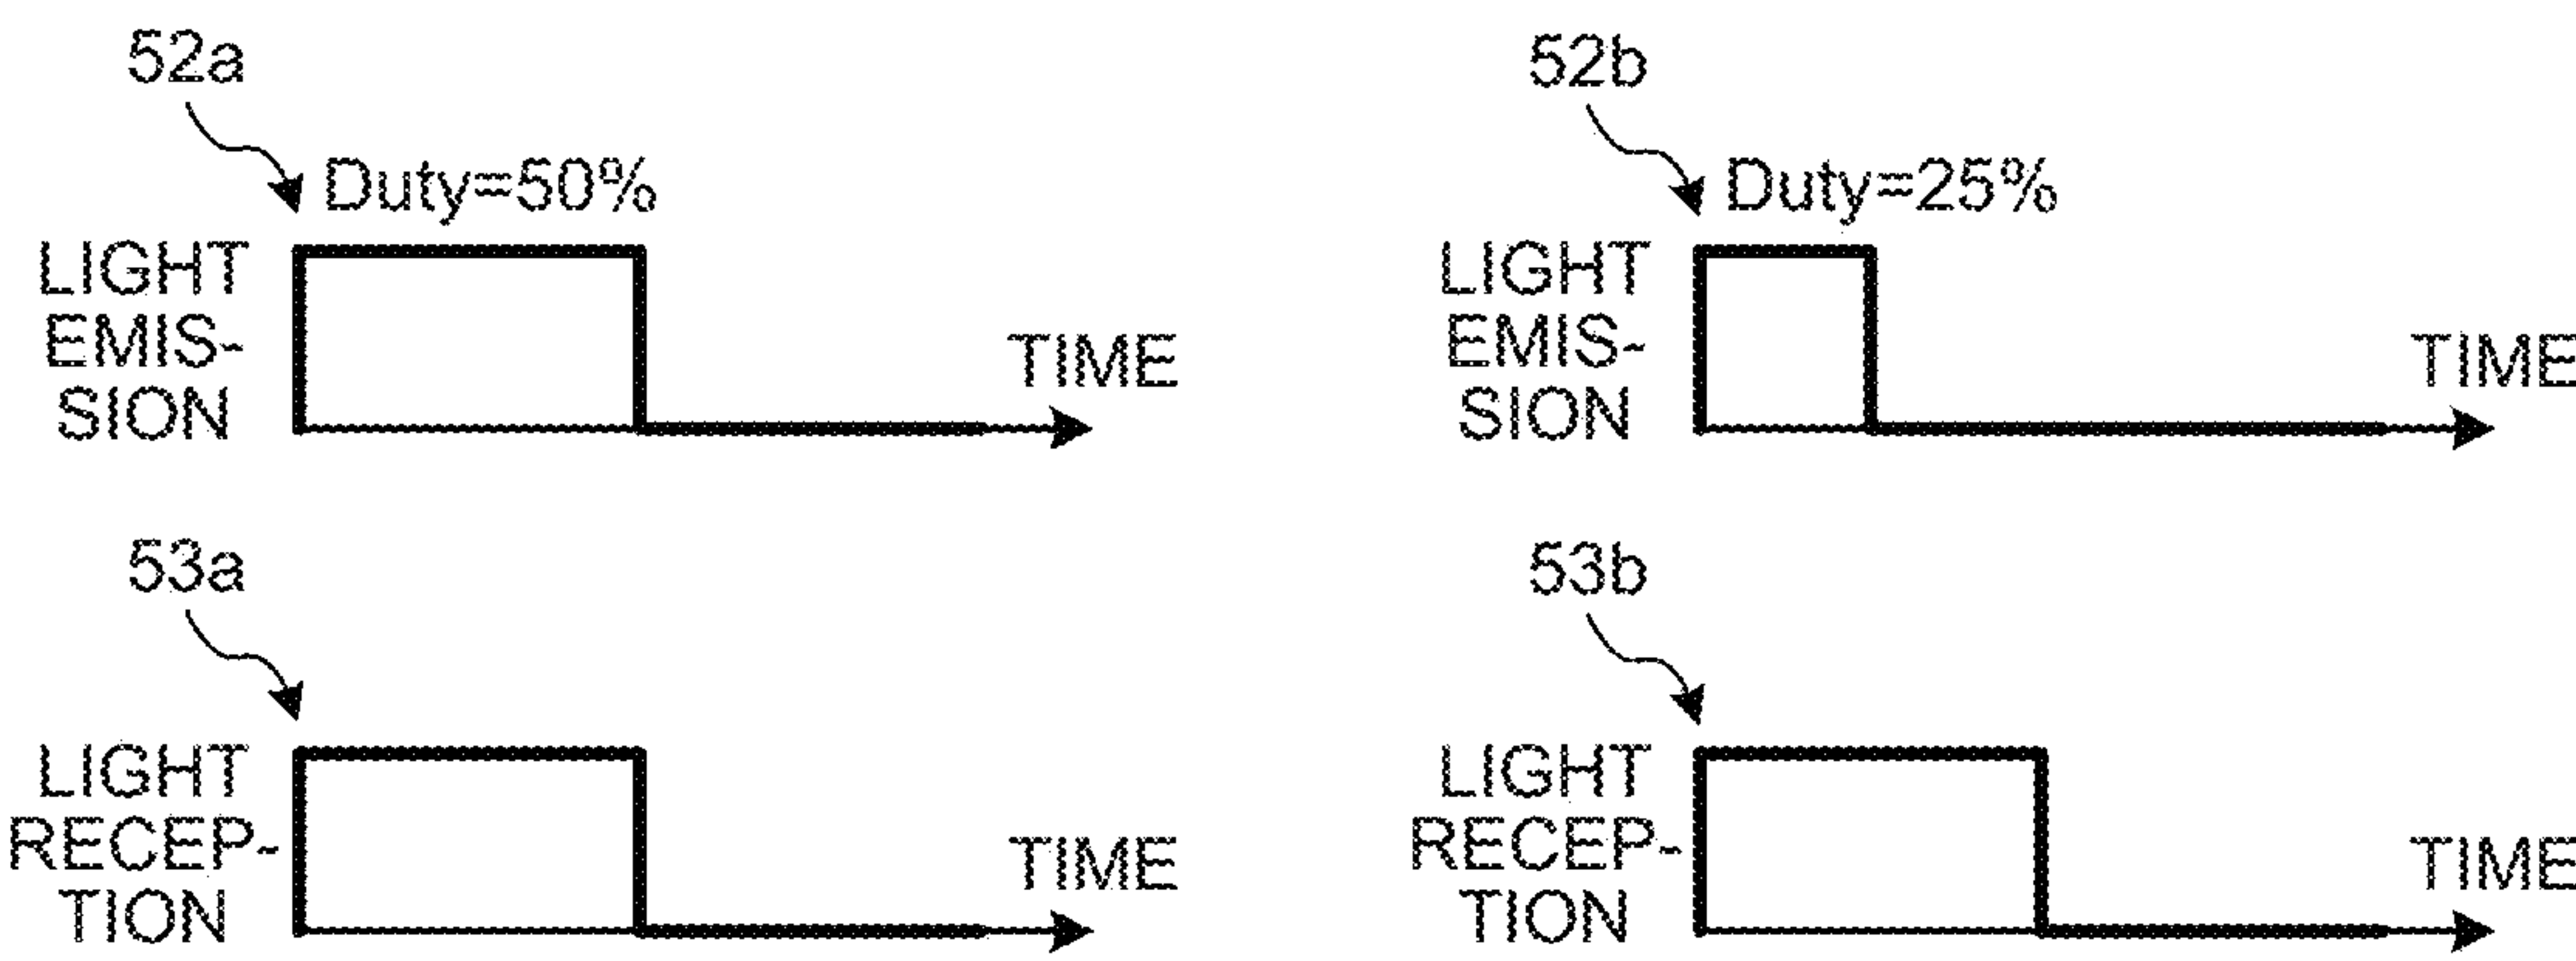 52a
Duty=50%
LIGHT
EMIS-
SION
TIME
52b
Duty=25%
LIGHT
EMIS-
SION
TIME
53a
LIGHT
RECEP-
TION
TIME
53b
LIGHT
RECEP-
TION
TIME